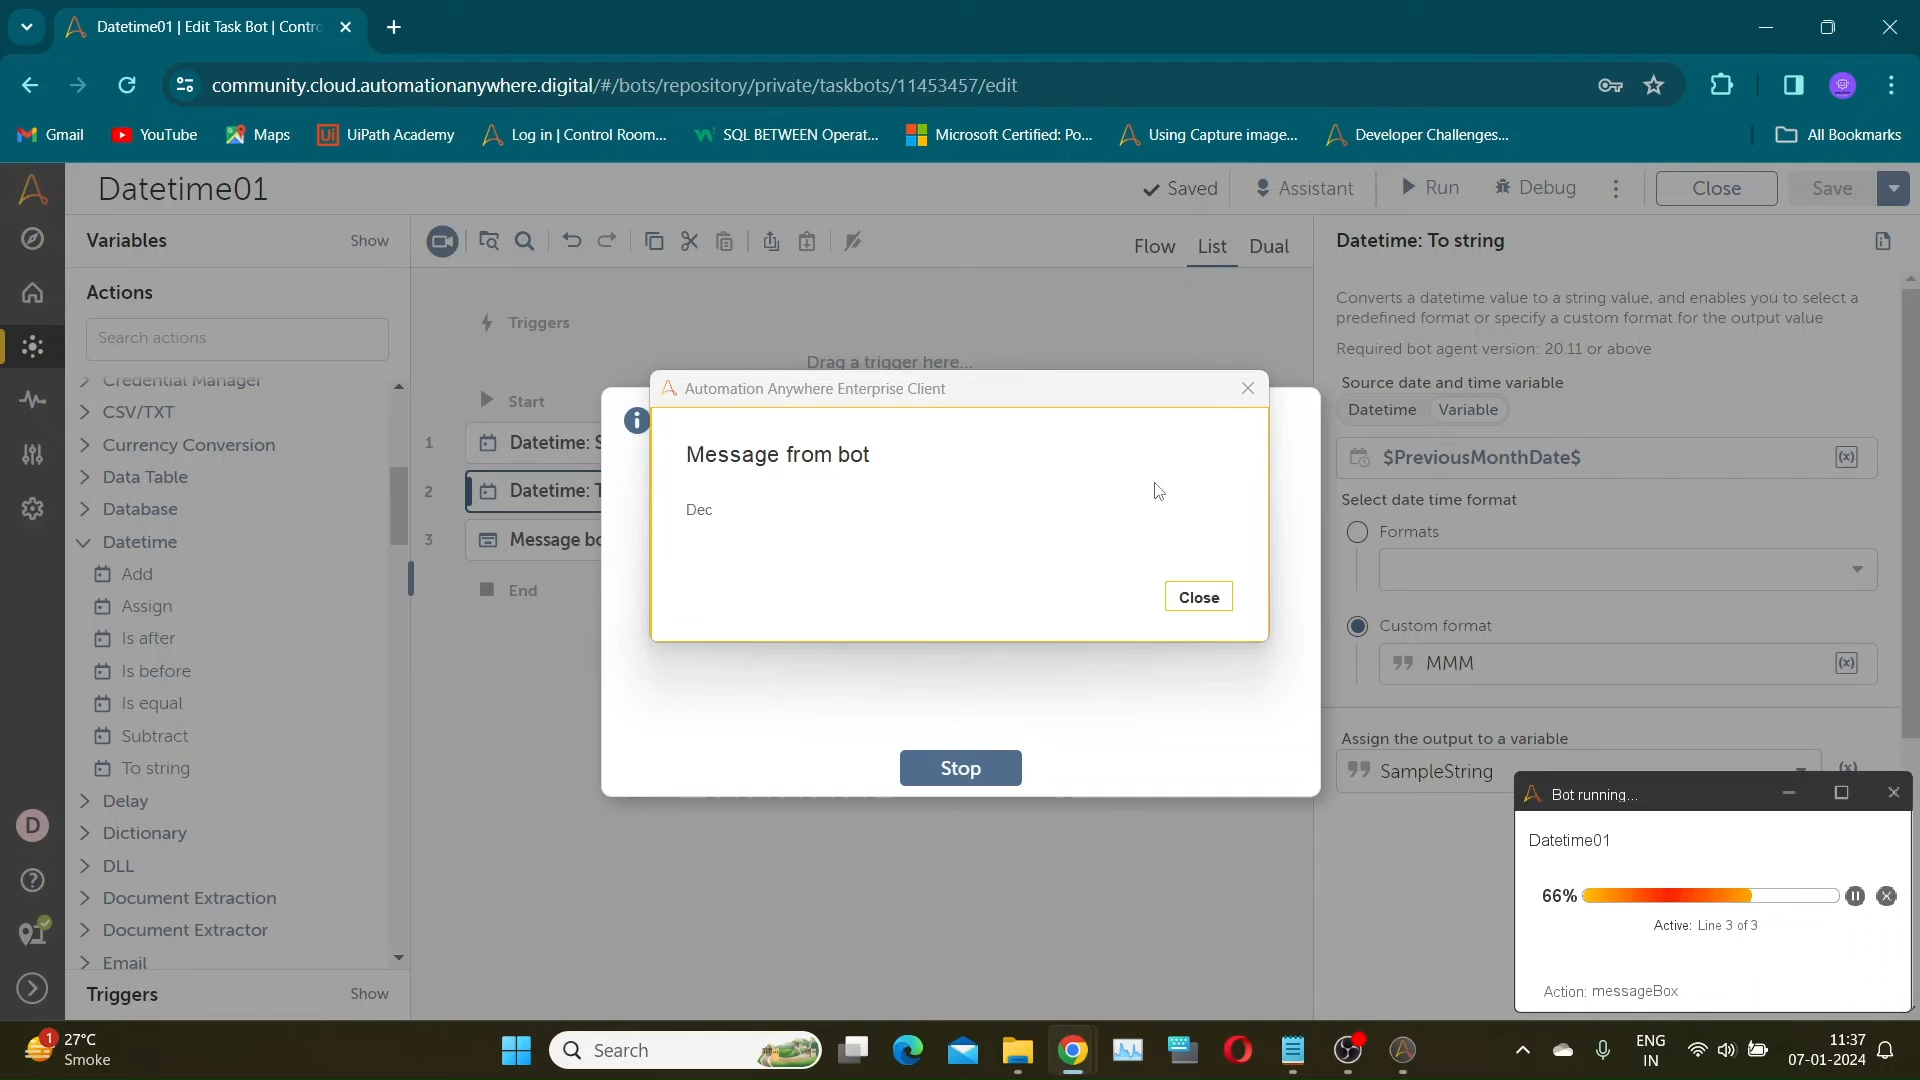 Datetime01 | Edit Task Bot | Contro
community.cloud.automationanywhere.digital/#/bots/repository/private/taskbots/11453457/edit
Gmail YouTube Maps UiPath Academy Log in | Control Room... SQL BETWEEN Operat... Microsoft Certified: Po... Using Capture image... Developer Challenges... All Bookmarks
Datetime01 Saved Assistant Run Debug Close Save
Variables Show
Flow List Dual
Datetime: To string
Actions
Search actions
Credential Manager
CSV/TXT
Currency Conversion
Data Table
Database
Datetime
Add
Assign
Is after
Is before
Is equal
Subtract
To string
Delay
Dictionary
DLL
Document Extraction
Document Extractor
Email
Triggers Show
Triggers
Drag a trigger here...
Start
1 Datetime: S
2 Datetime: T
3 Message bo
End
Automation Anywhere Enterprise Client
Message from bot
Dec
Close
Stop
Converts a datetime value to a string value, and enables you to select a
predefined format or specify a custom format for the output value
Required bot agent version: 20.11 or above
Source date and time variable
Datetime Variable
$PreviousMonthDate$ (x)
Select date time format
Formats
Custom format
MMM (x)
Assign the output to a variable
SampleString (x)
Bot running...
Datetime01
66%
Active: Line 3 of 3
Action: messageBox
D
1 27°C
Smoke
Search
ENG
IN
11:37
07-01-2024